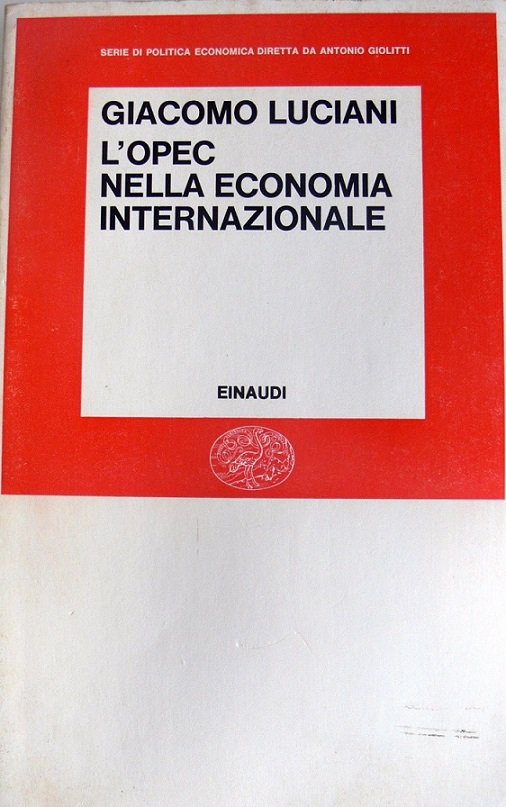 SERIE DI POLITICA ECONOMICA DIRETTA DA ANTONIO GIOLITTI
GIACOMO LUCIANI
L'OPEC
NELLA ECONOMIA
INTERNAZIONALE
EINAUDI